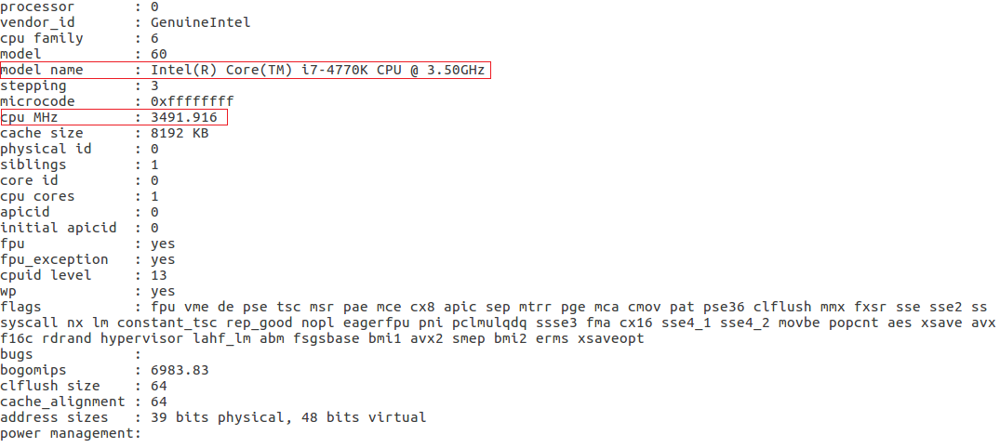 processor : 0
vendor_id : GenuineIntel
cpu family : 6
model : 60
model name : Intel(R) Core(TM) i7-4770K CPU @ 3.50GHz
stepping : 3
microcode : 0xffffffff
cpu MHz : 3491.916
cache size : 8192 KB
physical id : 0
siblings : 1
core id : 0
cpu cores : 1
apicid : 0
initial apicid : 0
fpu : yes
fpu_exception : yes
cpuid level : 13
wp : yes
flags : fpu vme de pse tsc msr pae mce cx8 apic sep mtrr pge mca cmov pat pse36 clflush mmx fxsr sse sse2 ss
syscall nx lm constant_tsc rep_good nopl eagerfpu pni pclmulqdq ssse3 fma cx16 sse4_1 sse4_2 movbe popcnt aes xsave avx
f16c rdrand hypervisor lahf_lm abm fsgsbase bmi1 avx2 smep bmi2 erms xsaveopt
bugs :
bogomips : 6983.83
clflush size : 64
cache_alignment : 64
address sizes : 39 bits physical, 48 bits virtual
power management: